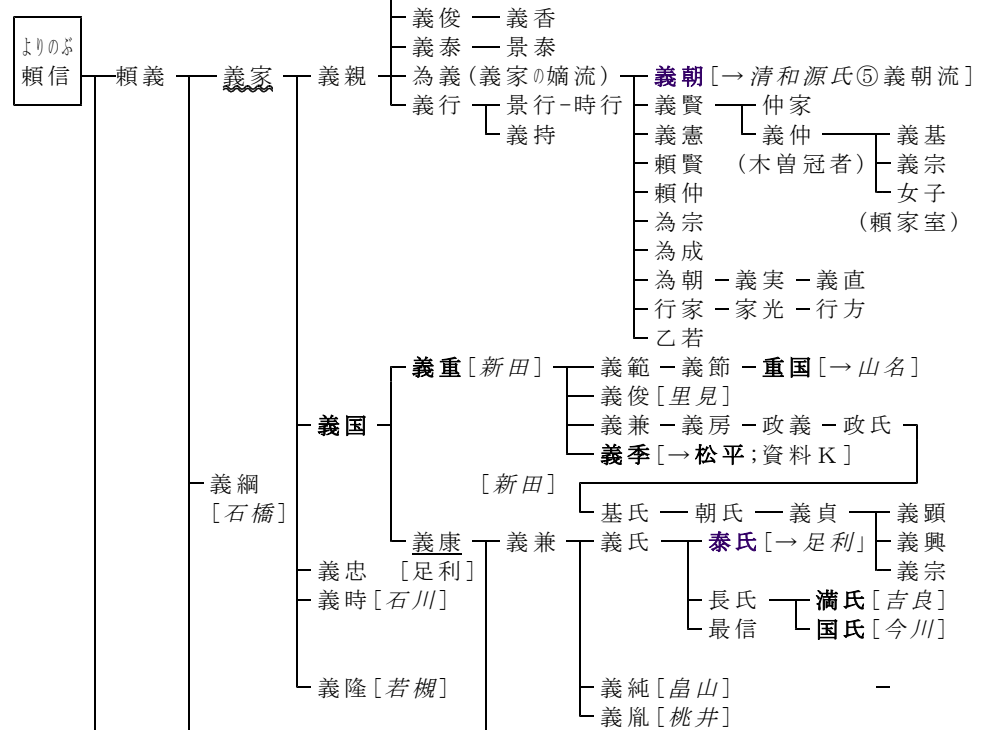 義俊 義香
よりのぶ
義泰 景泰
頼信 頼義 義家 義親 為義(義家の嫡流) 義朝[→清和源氏⑤義朝流]
義行 景行-時行 義賢 仲家
義持 義憲 義仲 義基
頼賢 (木曽冠者) 義宗
頼仲 女子
為宗 (頼家室)
為成
為朝 義実 義直
行家 家光 行方
乙若
義重[新田] 義範 義節 重国[→山名]
義俊[里見]
義国 義兼 義房 政義 政氏
義季[→松平;資料K]
義綱 [新田]
[石橋] 基氏 朝氏 義貞 義顕
義康 義兼 義氏 泰氏[→足利」 義興
義忠 [足利] 義宗
義時[石川] 長氏 満氏[吉良]
最信 国氏[今川]
義隆[若槻] 義純[畠山]
義胤[桃井]